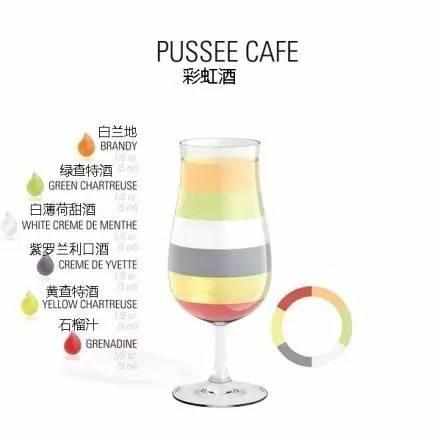 PUSSEE CAFE
彩虹酒
白兰地
BRANDY
绿查特酒
GREEN CHARTREUSE
白薄荷甜酒
WHITE CREME DE MENTHE
紫罗兰利口酒
CREME DE YVETTE
黄查特酒
YELLOW CHARTREUSE
石榴汁
GRENADINE